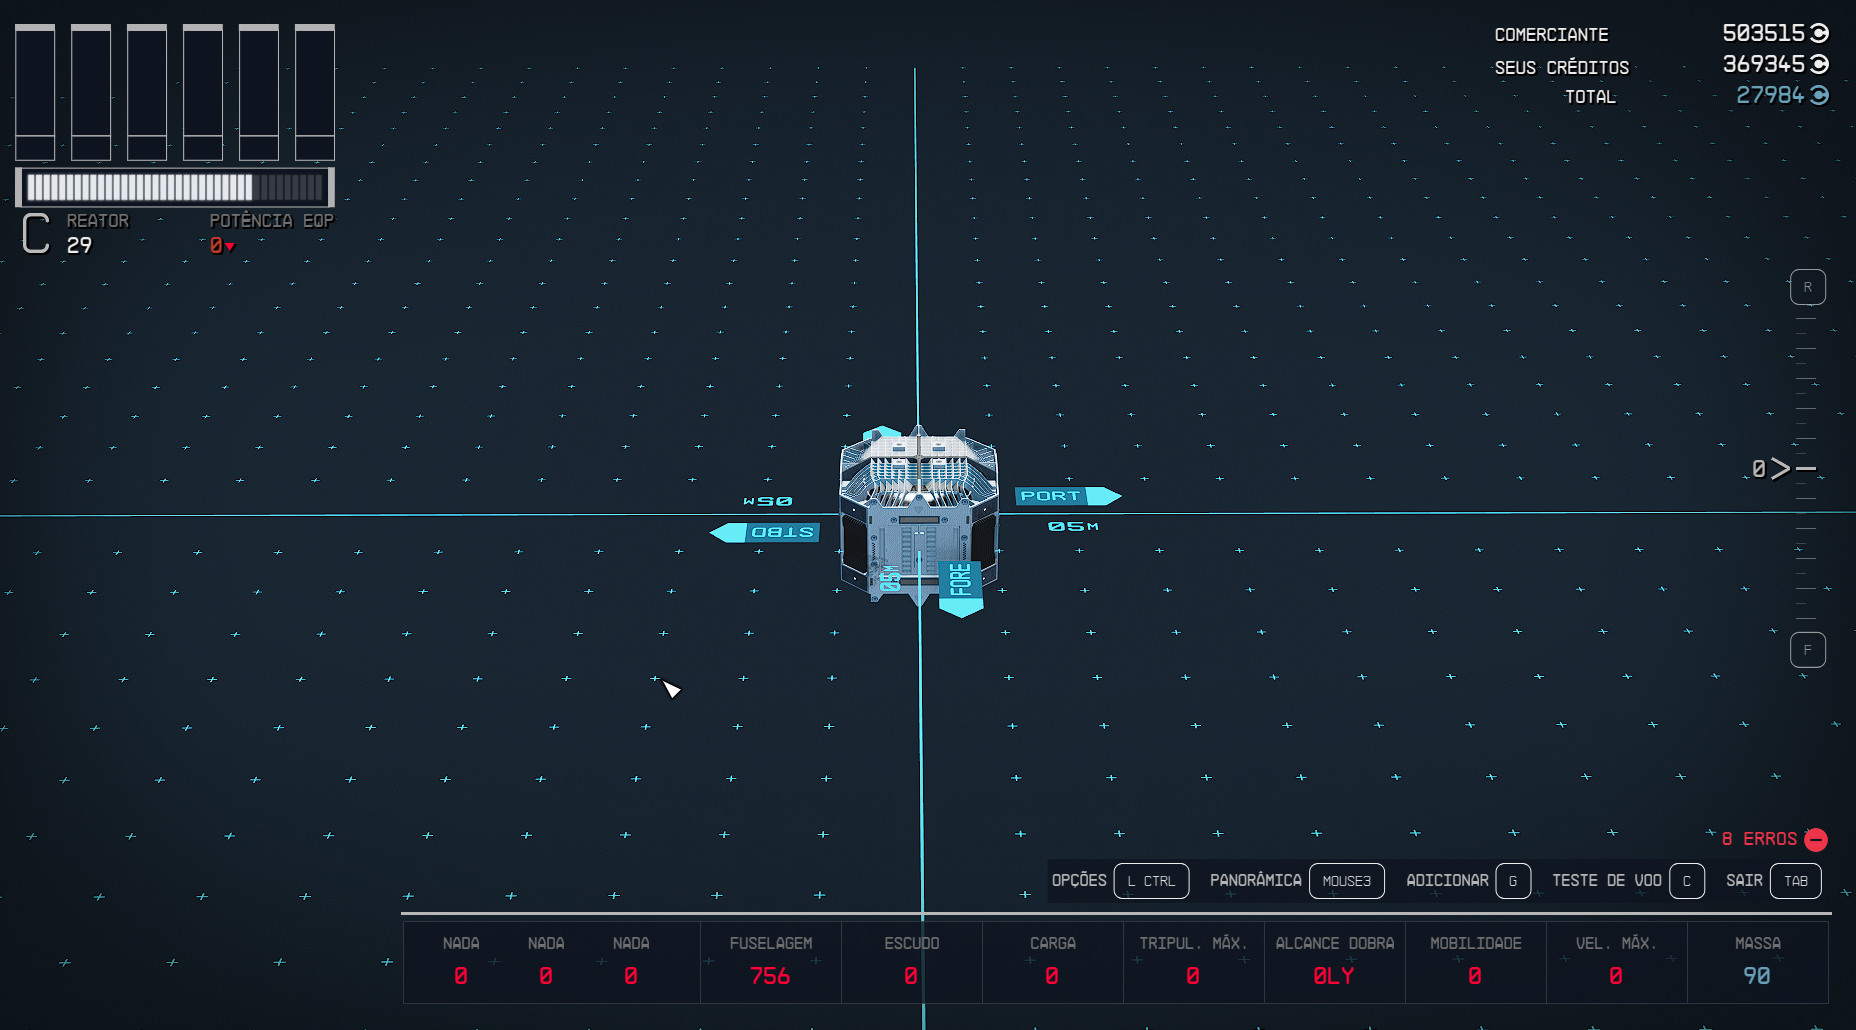 COMERCIANTE 503515
SEUS CRÉDITOS 369345
TOTAL 27984
C REATOR POTÊNCIA EQP
29 0
R
0
05M PORT
STBD 05M
05M FORE
F
8 ERROS
OPÇÕES L CTRL PANORÂMICA MOUSE3 ADICIONAR G TESTE DE VOO C SAIR TAB
NADA NADA NADA FUSELAGEM ESCUDO CARGA TRIPUL. MÁX. ALCANCE DOBRA MOBILIDADE VEL. MÁX. MASSA
0 0 0 756 0 0 0 0LY 0 0 90